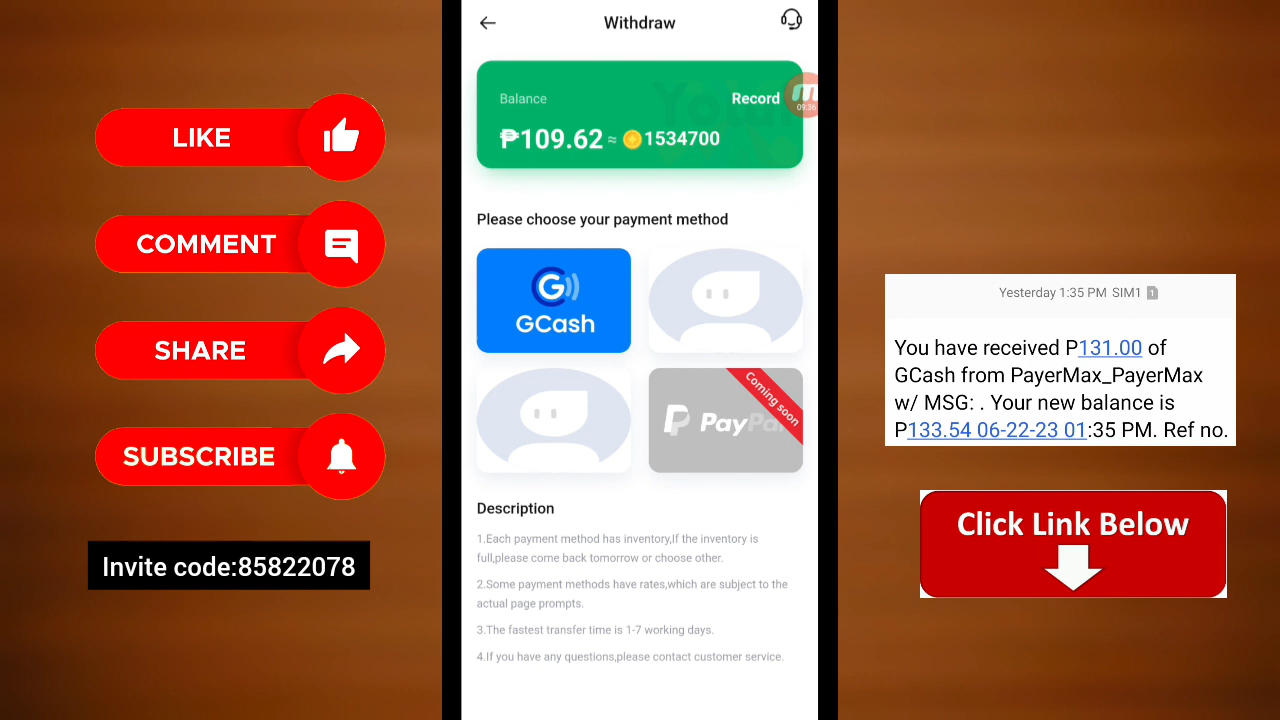 LIKE
COMMENT
SHARE
SUBSCRIBE
Invite code:85822078
Withdraw
Balance
Record
09:36
₱109.62 ≈ 1534700
Please choose your payment method
GCash
PayPal
Coming soon
Description
1.Each payment method has inventory,If the inventory is
full,please come back tomorrow or choose other.
2.Some payment methods have rates,which are subject to the
actual page prompts.
3.The fastest transfer time is 1-7 working days.
4.If you have any questions,please contact customer service.
Yesterday 1:35 PM SIM1 1
You have received P131.00 of
GCash from PayerMax_PayerMax
w/ MSG: . Your new balance is
P133.54 06-22-23 01:35 PM. Ref no.
Click Link Below